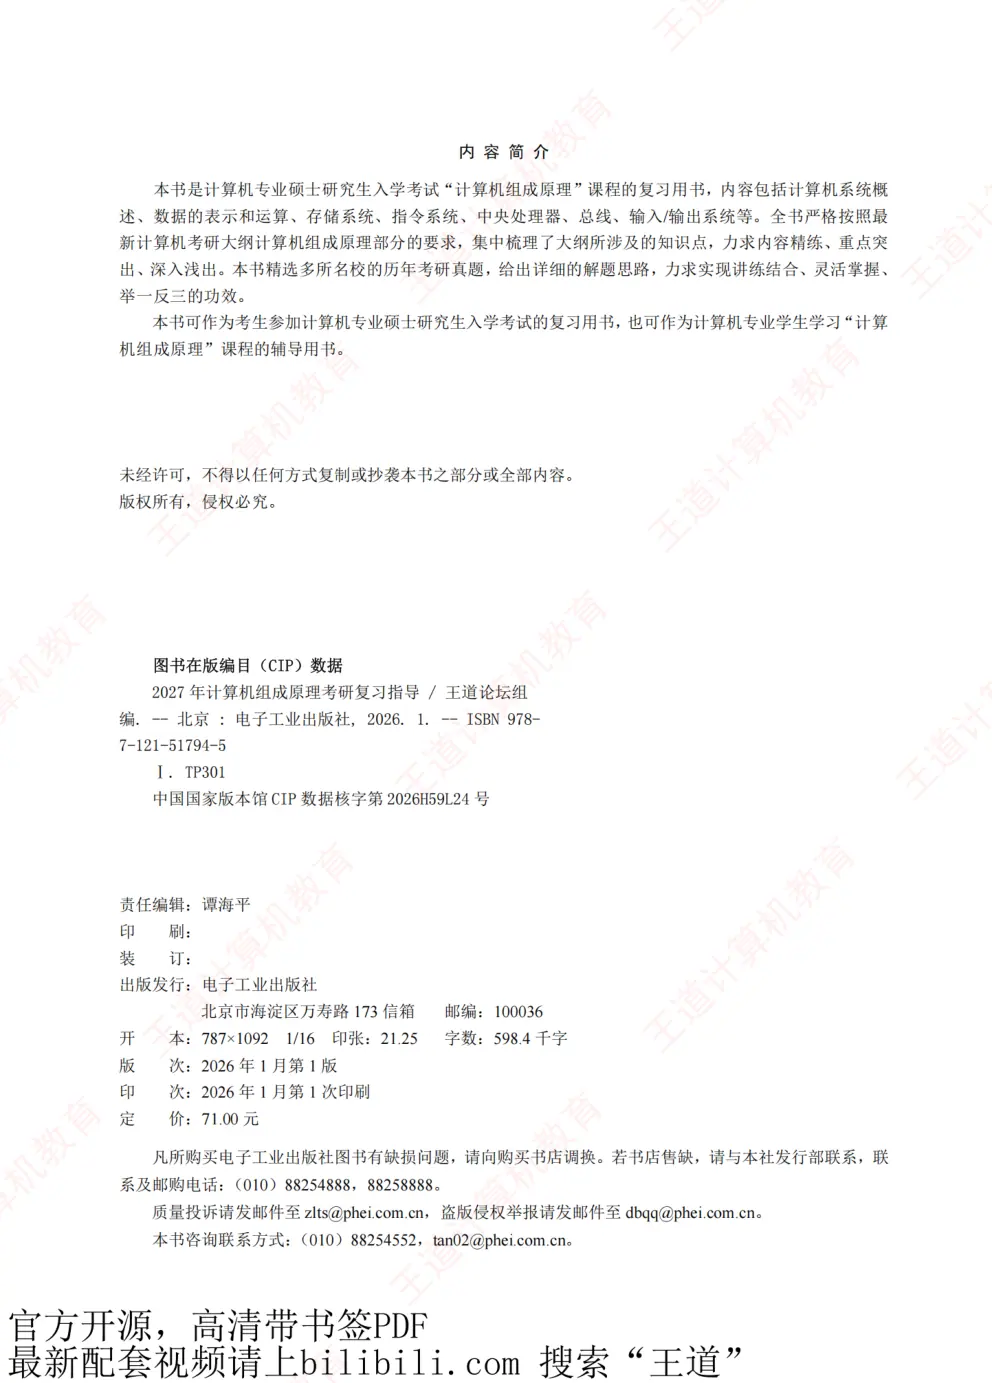 内 容 简 介
本书是计算机专业硕士研究生入学考试“计算机组成原理”课程的复习用书，内容包括计算机系统概
述、数据的表示和运算、存储系统、指令系统、中央处理器、总线、输入/输出系统等。全书严格按照最
新计算机考研大纲计算机组成原理部分的要求，集中梳理了大纲所涉及的知识点，力求内容精练、重点突
出、深入浅出。本书精选多所名校的历年考研真题，给出详细的解题思路，力求实现讲练结合、灵活掌握、
举一反三的功效。
本书可作为考生参加计算机专业硕士研究生入学考试的复习用书，也可作为计算机专业学生学习“计算
机组成原理”课程的辅导用书。
未经许可，不得以任何方式复制或抄袭本书之部分或全部内容。
版权所有，侵权必究。
图书在版编目（CIP）数据
2027 年计算机组成原理考研复习指导 / 王道论坛组
编. -- 北京 : 电子工业出版社, 2026. 1. -- ISBN 978-
7-121-51794-5
Ⅰ. TP301
中国国家版本馆 CIP 数据核字第 2026H59L24 号
责任编辑：谭海平
印　　刷：
装　　订：
出版发行：电子工业出版社
北京市海淀区万寿路 173 信箱　　邮编：100036
开　　本：787×1092　1/16　印张：21.25　　字数：598.4 千字
版　　次：2026 年 1 月第 1 版
印　　次：2026 年 1 月第 1 次印刷
定　　价：71.00 元
凡所购买电子工业出版社图书有缺损问题，请向购买书店调换。若书店售缺，请与本社发行部联系，联
系及邮购电话：（010）88254888，88258888。
质量投诉请发邮件至 zlts@phei.com.cn，盗版侵权举报请发邮件至 dbqq@phei.com.cn。
本书咨询联系方式：（010）88254552，tan02@phei.com.cn。
官方开源，高清带书签PDF
最新配套视频请上bilibili.com 搜索“王道”
王道计算机教育